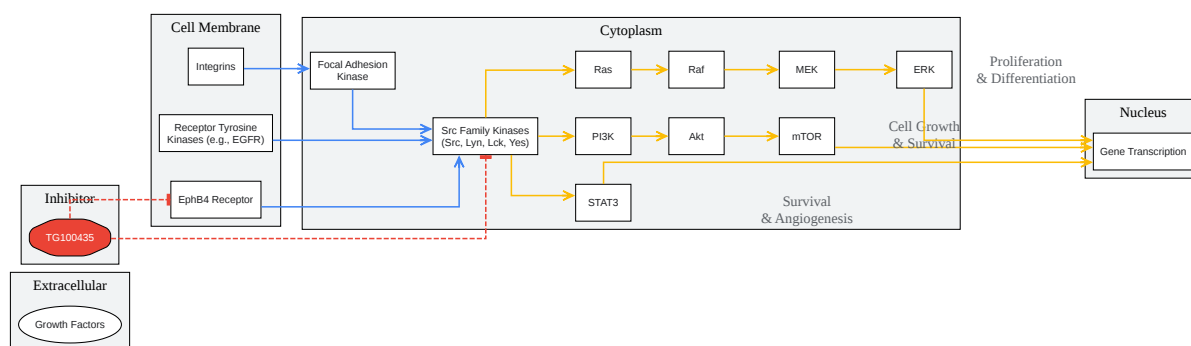 Cell Membrane
Integrins
Receptor Tyrosine
Kinases (e.g., EGFR)
EphB4 Receptor
Cytoplasm
Focal Adhesion
Kinase
Src Family Kinases
(Src, Lyn, Lck, Yes)
Ras
Raf
MEK
ERK
PI3K
Akt
mTOR
STAT3
Proliferation
& Differentiation
Cell Growth
& Survival
Survival
& Angiogenesis
Nucleus
Gene Transcription
Inhibitor
TG100435
Extracellular
Growth Factors